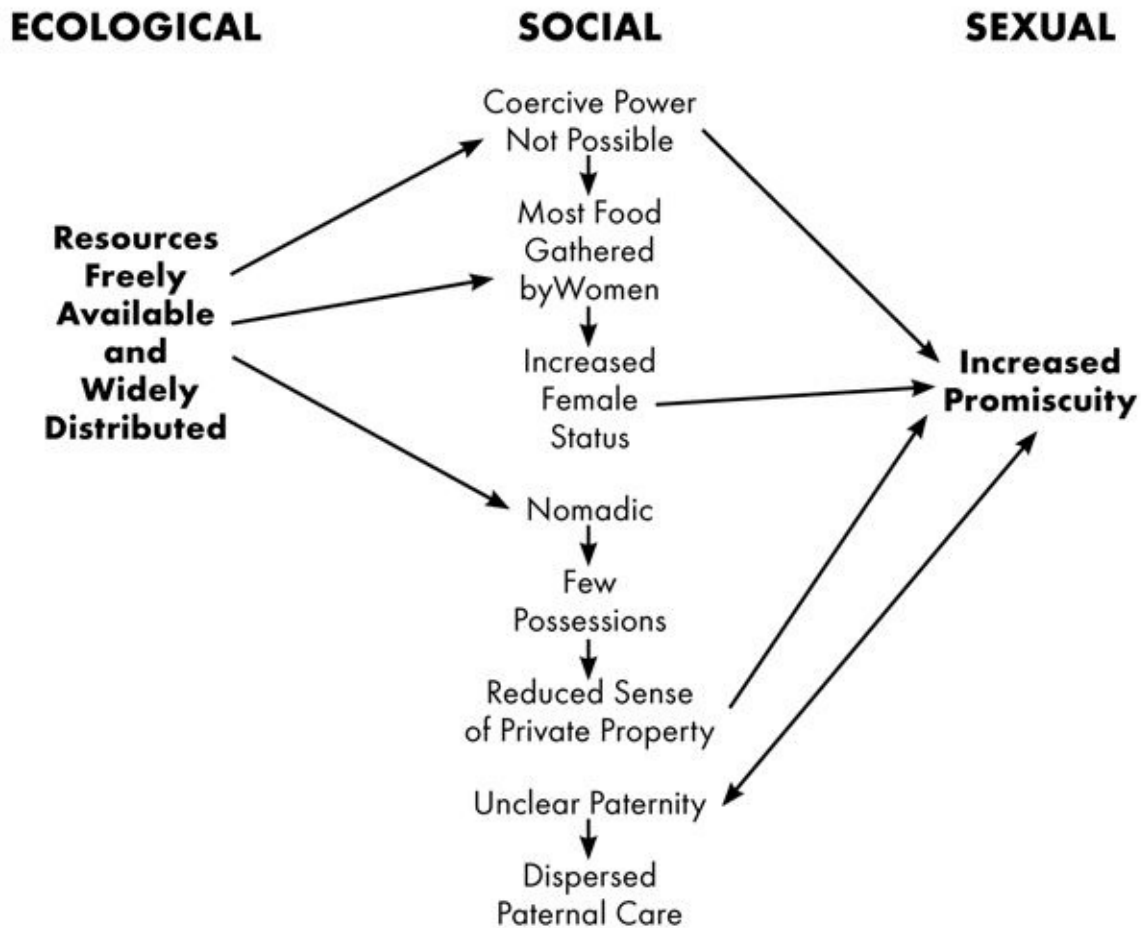 ECOLOGICAL
SOCIAL
SEXUAL
Resources
Freely
Available
and
Widely
Distributed
Coercive Power
Not Possible
Most Food
Gathered
byWomen
Increased
Female
Status
Nomadic
Few
Possessions
Reduced Sense
of Private Property
Unclear Paternity
Dispersed
Paternal Care
Increased
Promiscuity